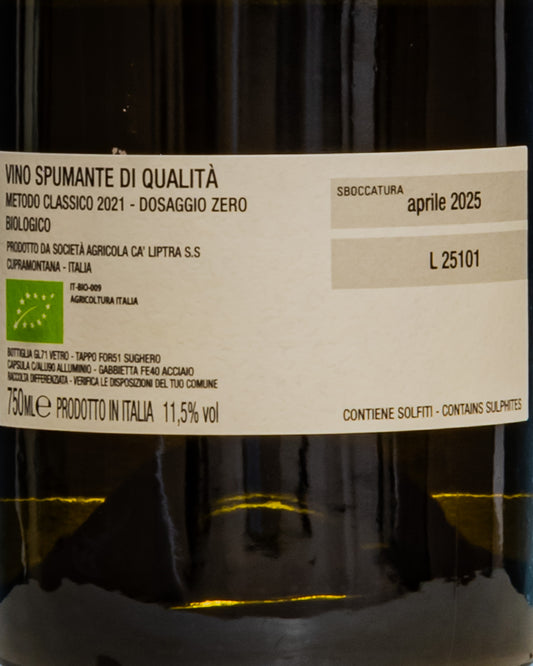 VINO SPUMANTE DI QUALITÀ
METODO CLASSICO 2021 - DOSAGGIO ZERO
BIOLOGICO
PRODOTTO DA SOCIETÀ AGRICOLA CA' LIPTRA S.S
CUPRAMONTANA - ITALIA
IT-BIO-009
AGRICOLTURA ITALIA
BOTTIGLIA GL71 VETRO - TAPPO FOR51 SUGHERO
CAPSULA C/ALU90 ALLUMINIO - GABBIETTA FE40 ACCIAIO
RACCOLTA DIFFERENZIATA - VERIFICA LE DISPOSIZIONI DEL TUO COMUNE
750ML℮ PRODOTTO IN ITALIA 11,5% vol
SBOCCATURA
aprile 2025
L 25101
CONTIENE SOLFITI - CONTAINS SULPHITES